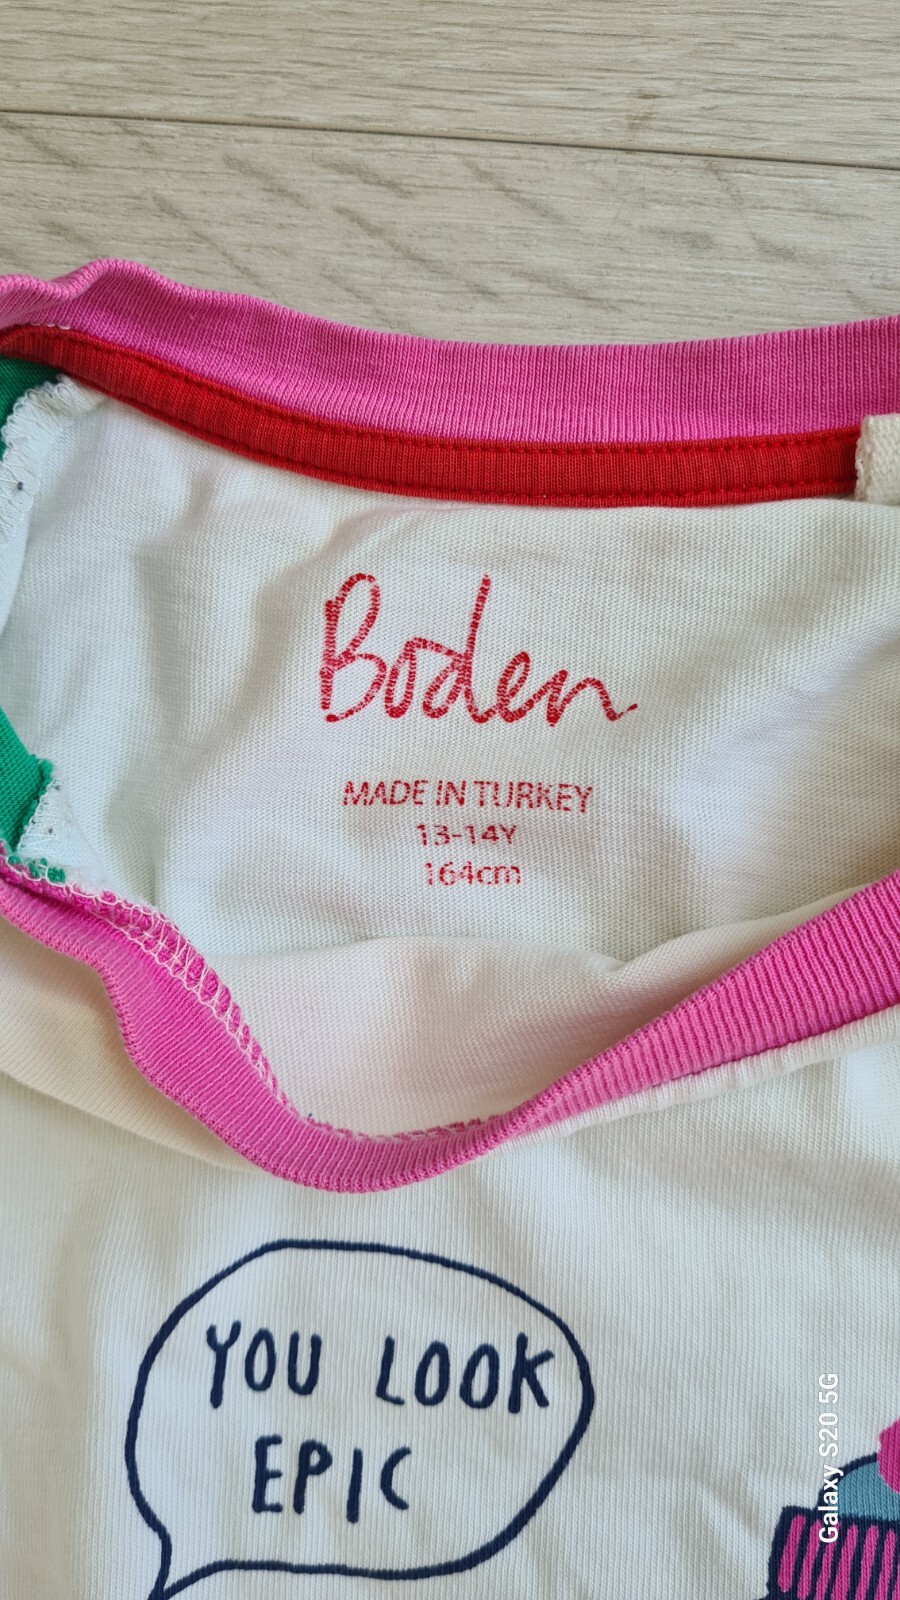 Boden
MADE IN TURKEY
13-14Y
164cm
YOU LOOK
EPIC
Galaxy S20 5G